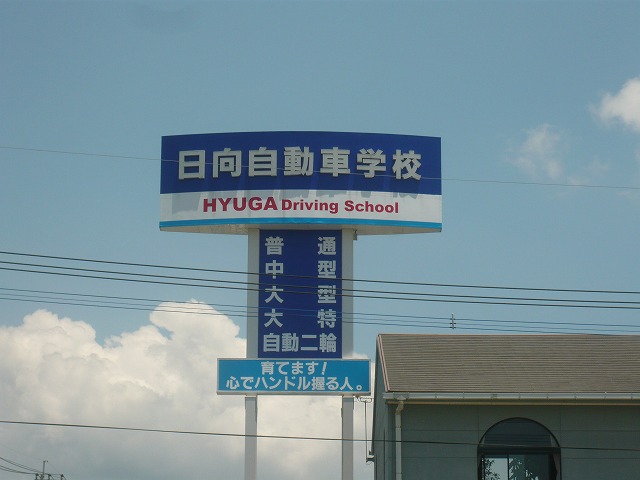 日向自動車学校
HYUGA Driving School
普通
中型
大型
大特
自動二輪
育てます!
心でハンドル握る人。